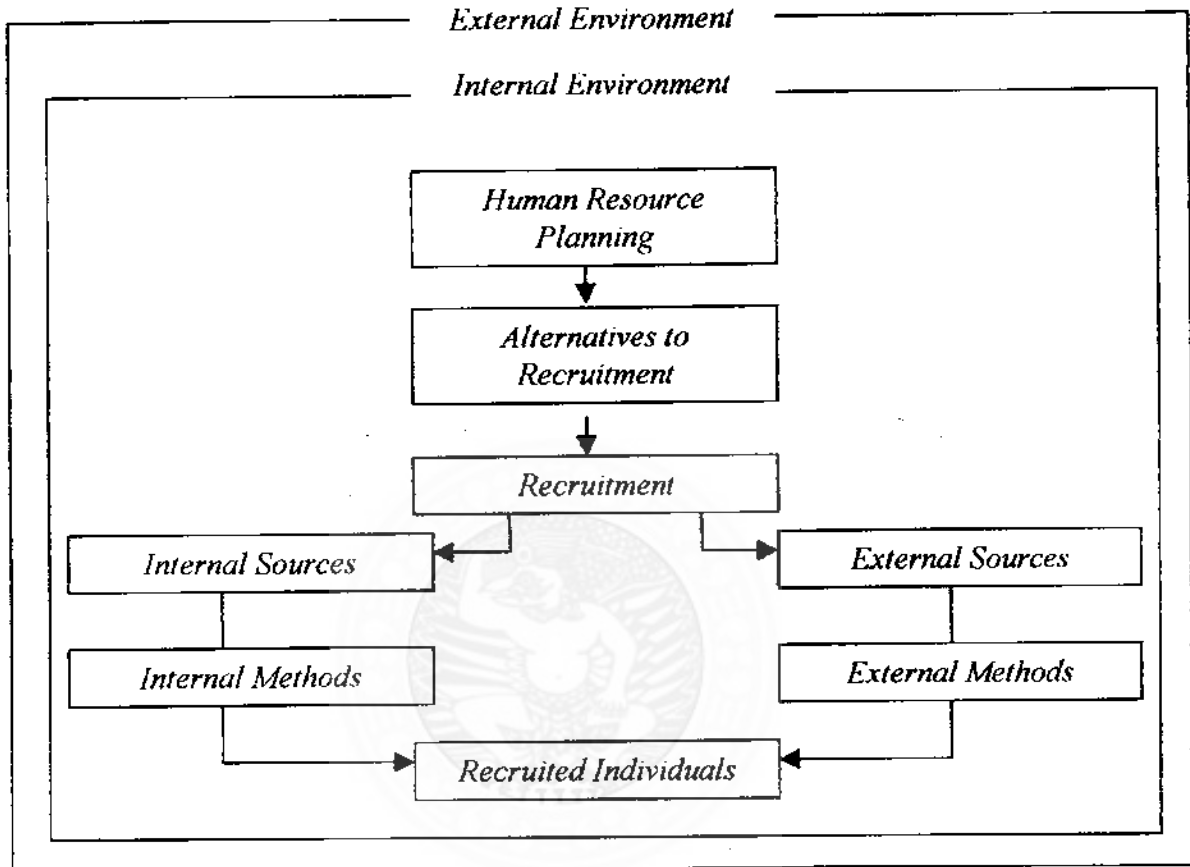 External Environment
Internal Environment
Human Resource
Planning
Alternatives to
Recruitment
Recruitment
Internal Sources
External Sources
Internal Methods
External Methods
Recruited Individuals